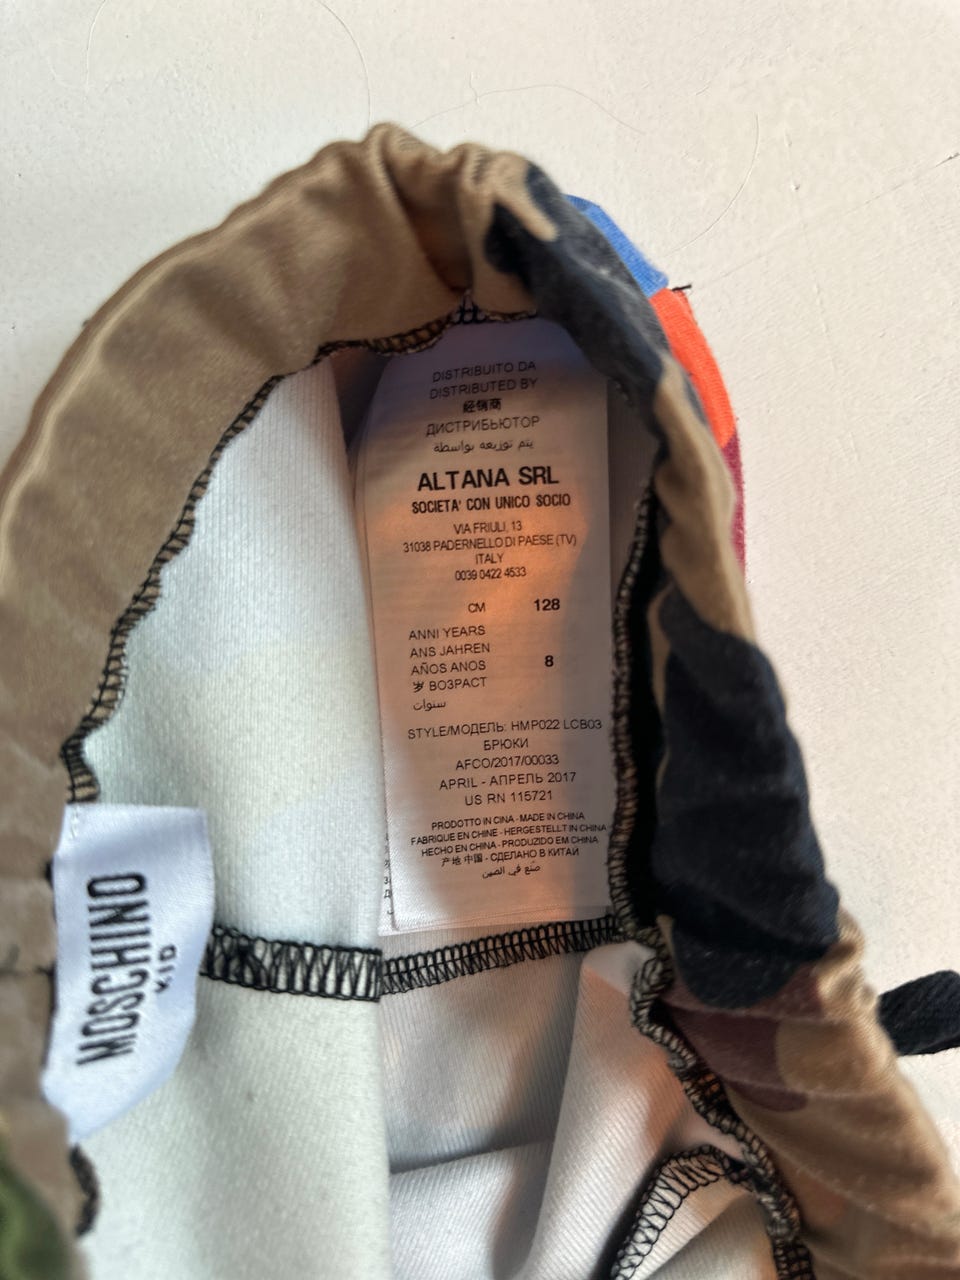 DISTRIBUITO DA
DISTRIBUTED BY
经销商
ДИСТРИБЬЮТОР
يتم توزيعه بواسطة
ALTANA SRL
SOCIETA' CON UNICO SOCIO
VIA FRIULI, 13
31038 PADERNELLO DI PAESE (TV)
ITALY
0039 0422 4533
CM 128
ANNI YEARS
ANS JAHREN
AÑOS ANOS 8
岁 ВОЗРАСТ
سنوات
STYLE/МОДЕЛЬ: HMP022 LCB03
БРЮКИ
AFCO/2017/00033
APRIL - АПРЕЛЬ 2017
US RN 115721
PRODOTTO IN CINA - MADE IN CHINA
FABRIQUE EN CHINE - HERGESTELLT IN CHINA
HECHO EN CHINA - PRODUZIDO EM CHINA
产地 中国 - СДЕЛАНО В КИТАИ
صنع في الصين
MOSCHINO
KID